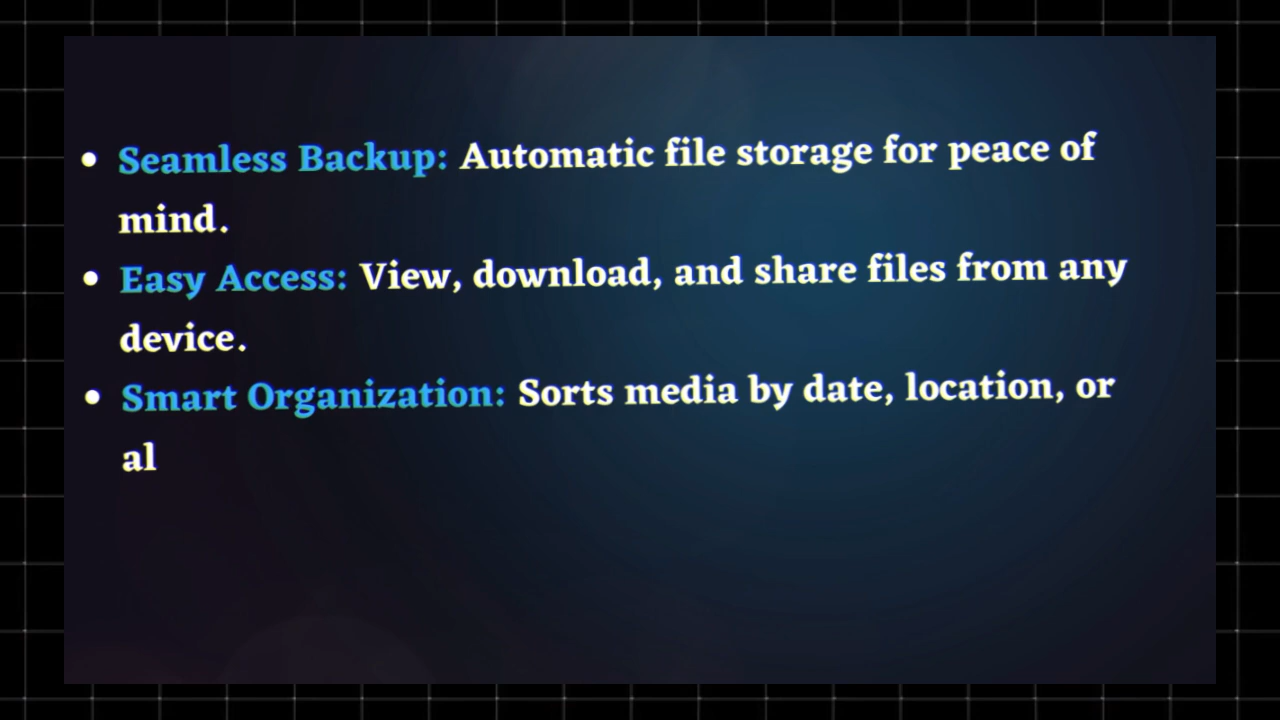 • Seamless Backup: Automatic file storage for peace of
mind.
• Easy Access: View, download, and share files from any
device.
• Smart Organization: Sorts media by date, location, or
al